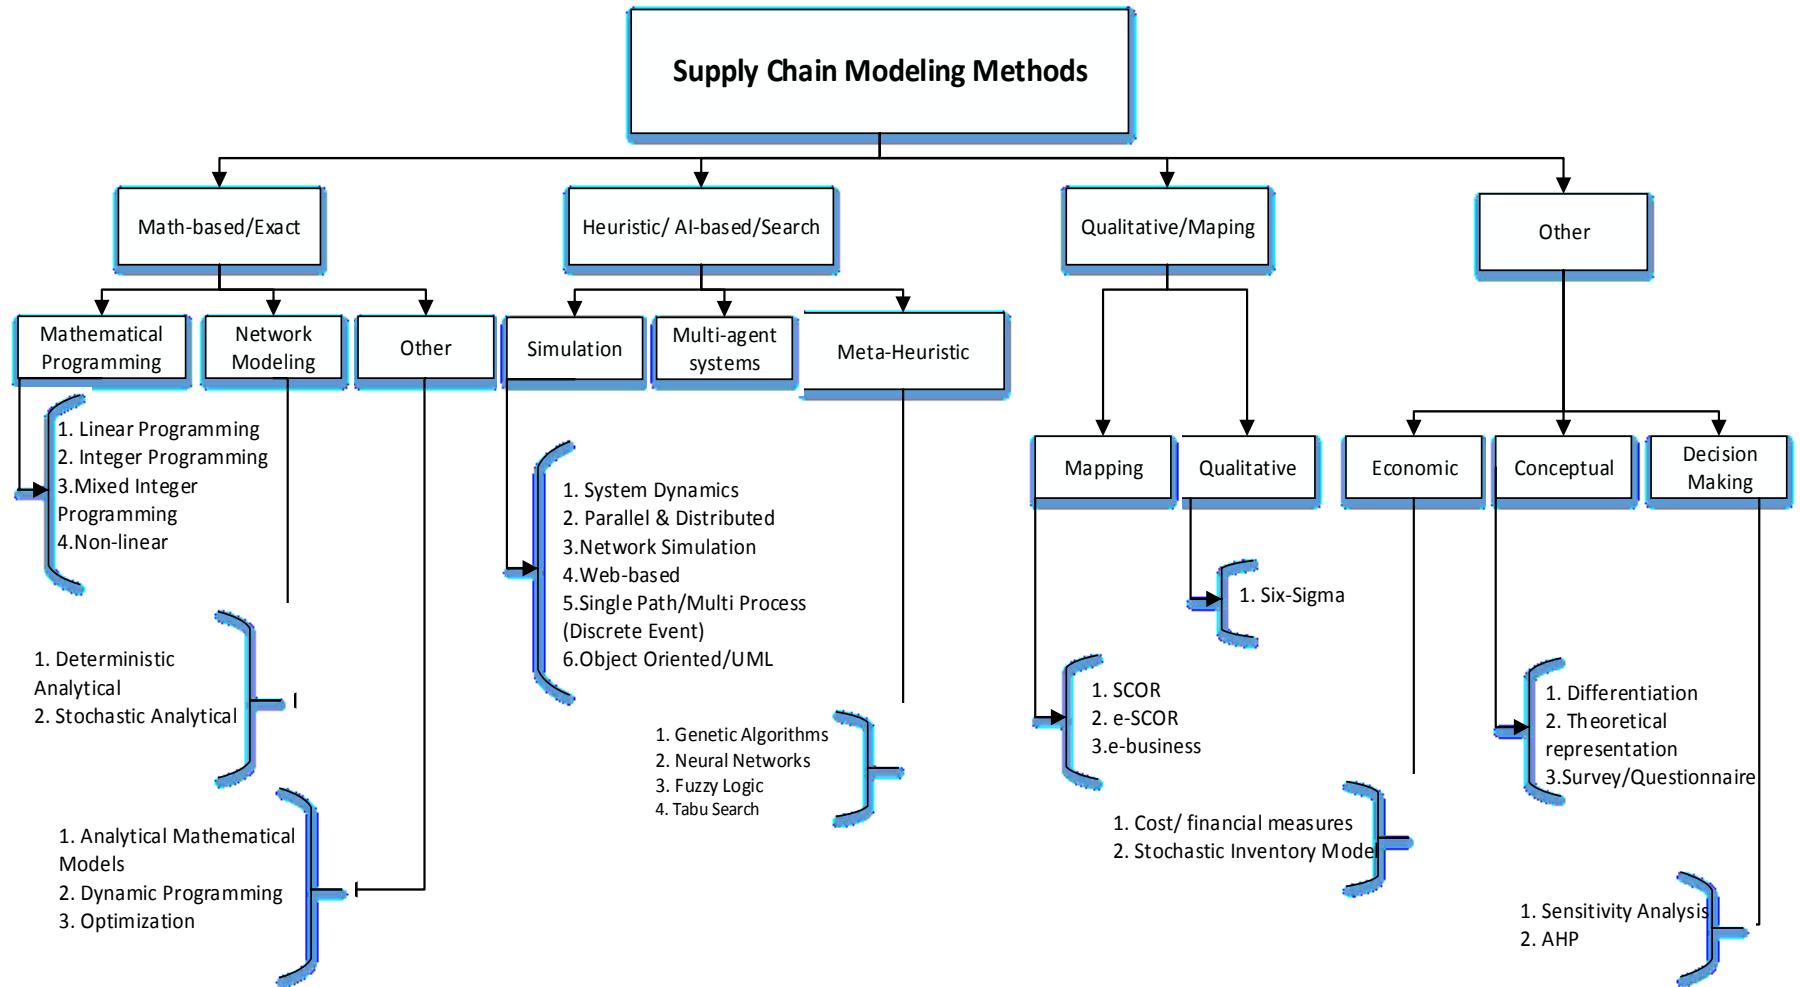 Supply Chain Modeling Methods
Math-based/Exact
Heuristic/ AI-based/Search
Qualitative/Maping
Other
Mathematical
Programming
Network
Modeling
Other
Simulation
Multi-agent
systems
Meta-Heuristic
Mapping
Qualitative
Economic
Conceptual
Decision
Making
1. Linear Programming
2. Integer Programming
3.Mixed Integer
Programming
4.Non-linear
1. Deterministic
Analytical
2. Stochastic Analytical
1. Analytical Mathematical
Models
2. Dynamic Programming
3. Optimization
1. System Dynamics
2. Parallel & Distributed
3.Network Simulation
4.Web-based
5.Single Path/Multi Process
(Discrete Event)
6.Object Oriented/UML
1. Genetic Algorithms
2. Neural Networks
3. Fuzzy Logic
4. Tabu Search
1. SCOR
2. e-SCOR
3.e-business
1. Six-Sigma
1. Cost/ financial measures
2. Stochastic Inventory Model
1. Differentiation
2. Theoretical
representation
3.Survey/Questionnaire
1. Sensitivity Analysis
2. AHP